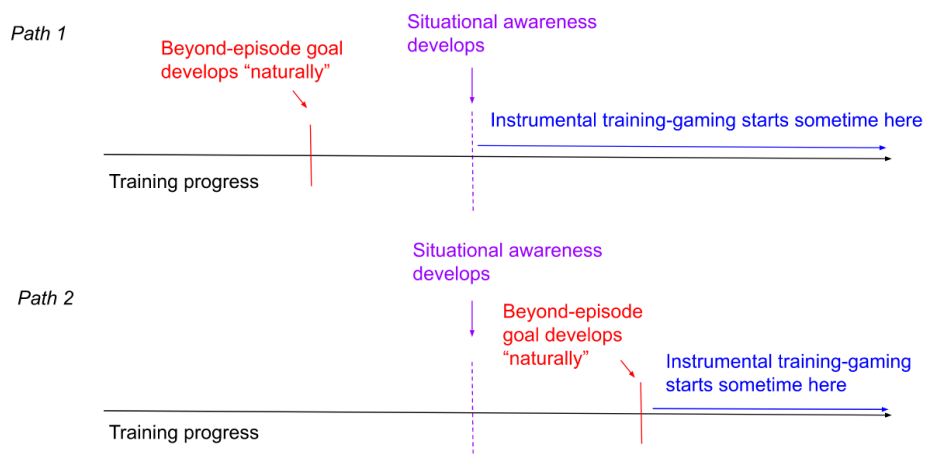 Path 1
Situational awareness
develops
Beyond-episode goal
develops “naturally”
Instrumental training-gaming starts sometime here
Training progress
Situational awareness
develops
Path 2
Beyond-episode
goal develops
“naturally”
Instrumental training-gaming
starts sometime here
Training progress